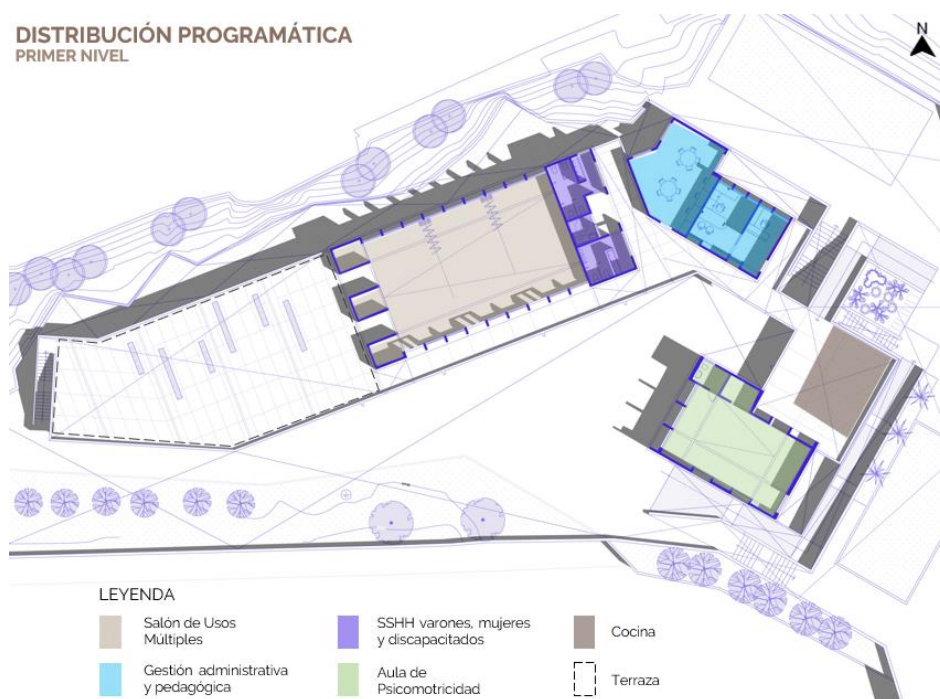 DISTRIBUCIÓN PROGRAMÁTICA
PRIMER NIVEL
N
LEYENDA
Salón de Usos
Múltiples
SSHH varones, mujeres
y discapacitados
Cocina
Gestión administrativa
y pedagógica
Aula de
Psicomotricidad
Terraza